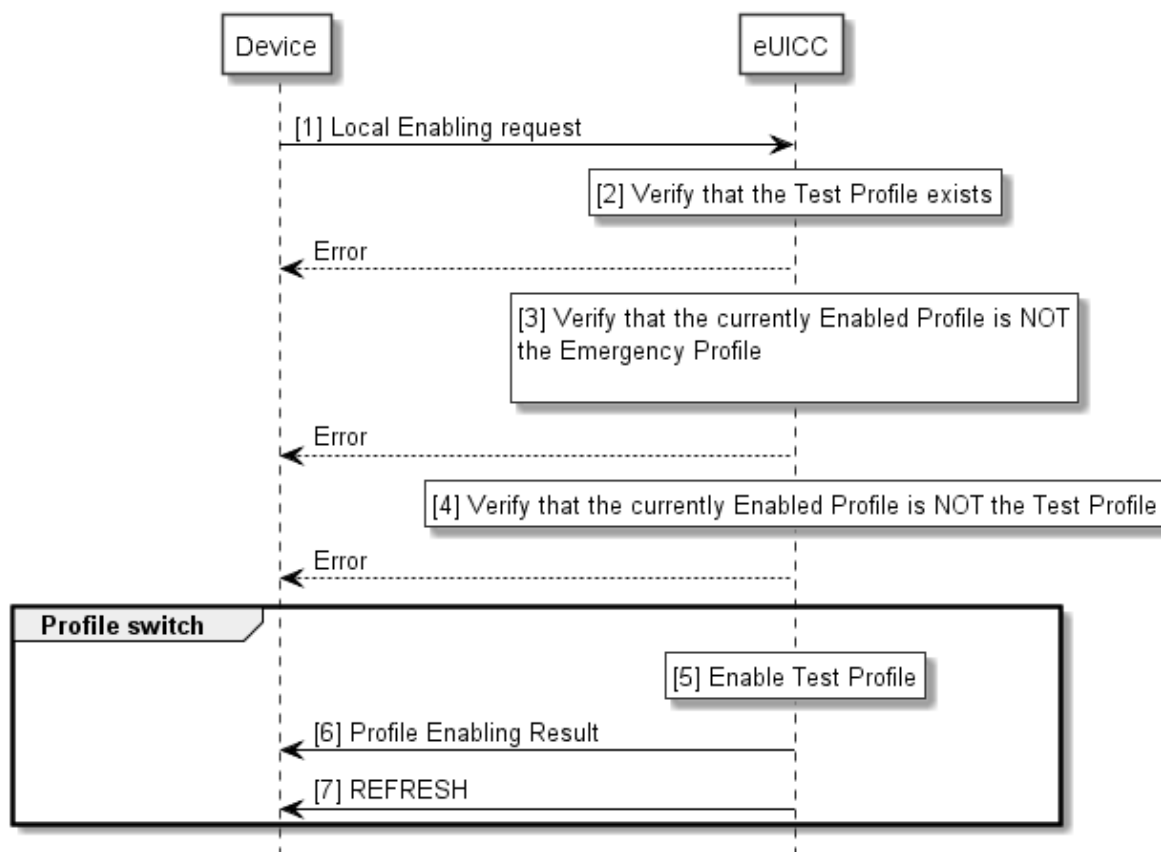 Device
eUICC
[1] Local Enabling request
[2] Verify that the Test Profile exists
Error
[3] Verify that the currently Enabled Profile is NOT
the Emergency Profile
Error
[4] Verify that the currently Enabled Profile is NOT the Test Profile
Error
Profile switch
[5] Enable Test Profile
[6] Profile Enabling Result
[7] REFRESH